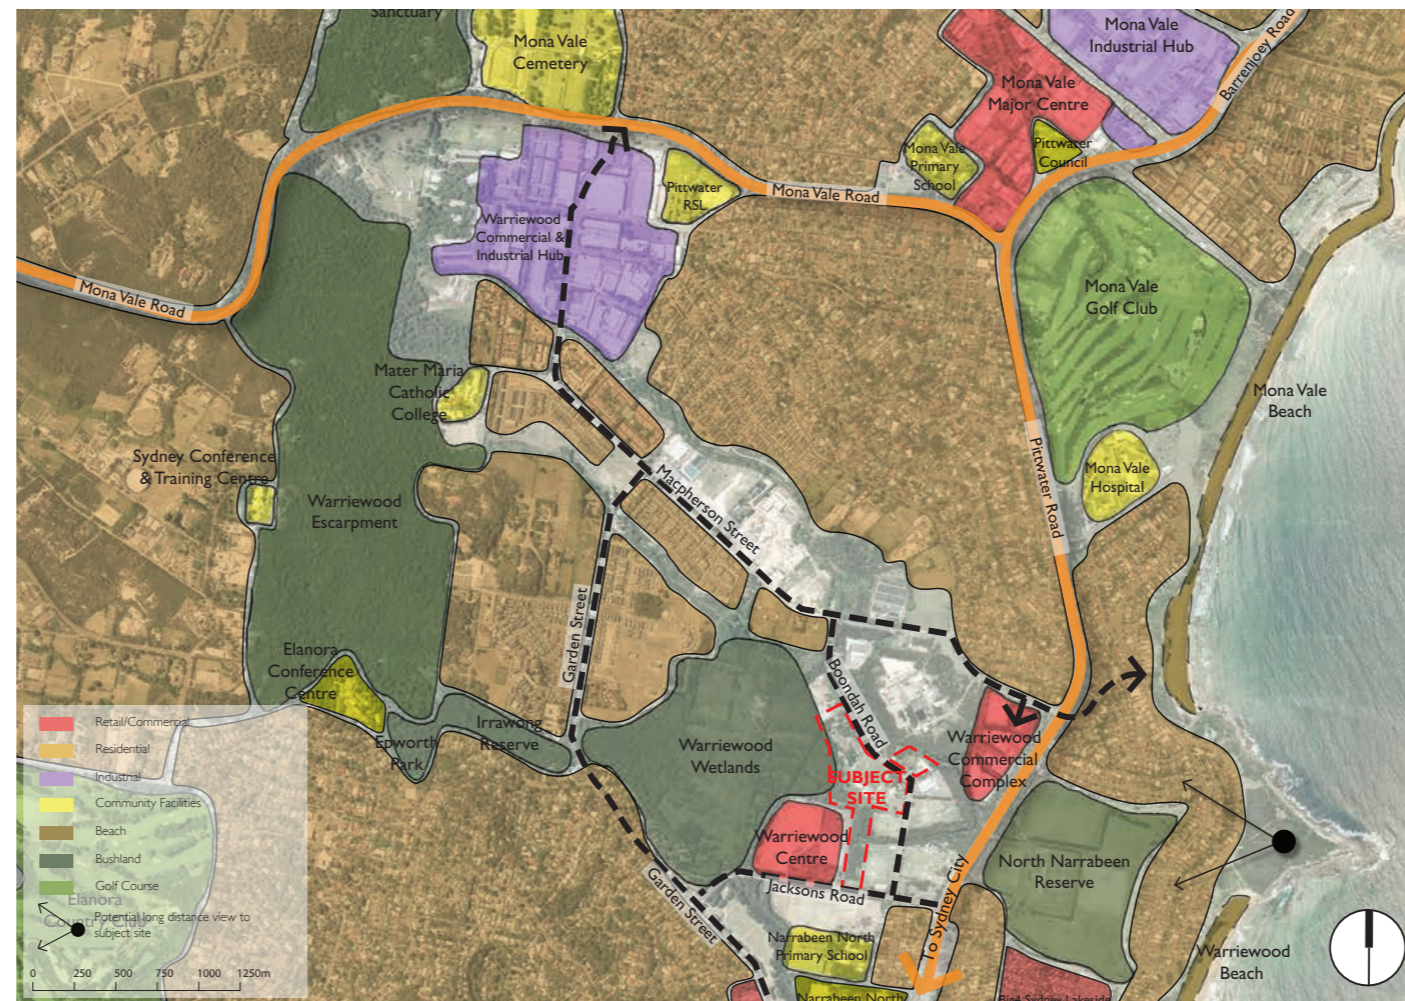 Sanctuary
Mona Vale
Cemetery
Mona Vale
Industrial Hub
Barrenjoey Road
Mona Vale
Major Centre
Mona Vale
Primary
School
Pittwater
Council
Pittwater
RSL
Mona Vale Road
Warriewood
Commercial &
Industrial Hub
Mona Vale Road
Mona Vale
Golf Club
Mater Maria
Catholic
College
Mona Vale
Beach
Sydney Conference
& Training Centre
Pittwater Road
Mona Vale
Hospital
Warriewood
Escarpment
Macpherson Street
Garden Street
Elanora
Conference
Centre
Boondah Road
Irrawong
Reserve
Epworth
Park
Warriewood
Wetlands
Warriewood
Commercial
Complex
SUBJECT
SITE
Warriewood
Centre
North Narrabeen
Reserve
Jacksons Road
Garden Street
To Sydney City
Narrabeen North
Primary School
Narrabeen North
Warriewood
Beach
Retail/Commercial
Residential
Industrial
Community Facilities
Beach
Bushland
Golf Course
Elanora
Country Club
Potential long distance view to
subject site
0 250 500 750 1000 1250m